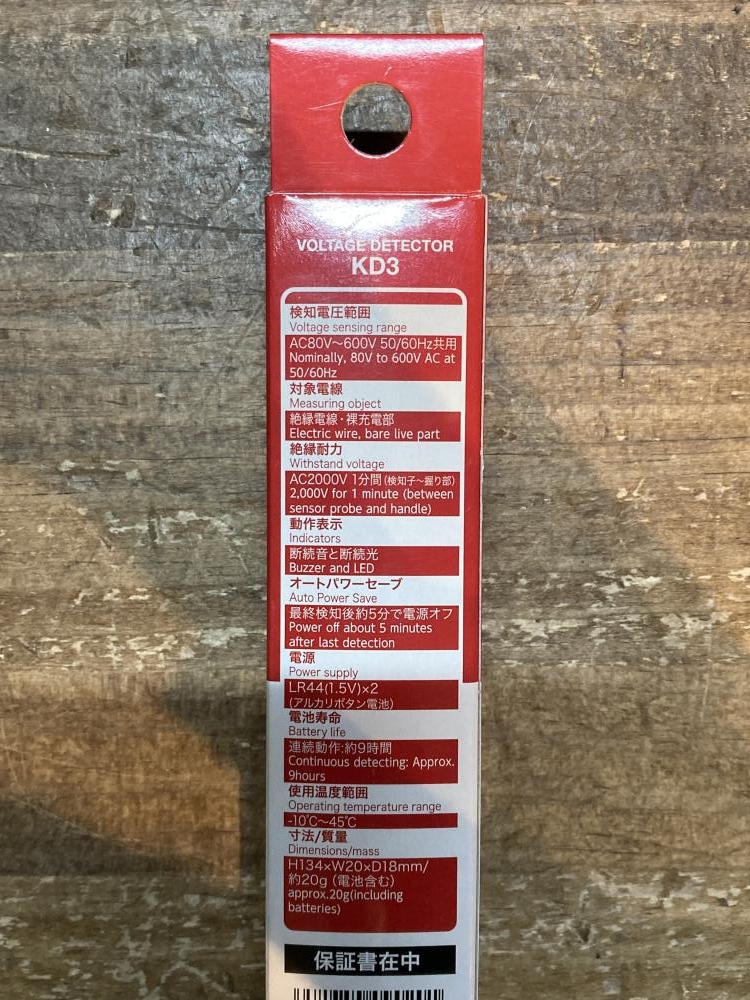 VOLTAGE DETECTOR
KD3
検知電圧範囲
Voltage sensing range
AC80V～600V 50/60Hz共用
Nominally, 80V to 600V AC at
50/60Hz
対象電線
Measuring object
絶縁電線・裸充電部
Electric wire, bare live part
絶縁耐力
Withstand voltage
AC2000V 1分間(検知子～握り部)
2,000V for 1 minute (between
sensor probe and handle)
動作表示
Indicators
断続音と断続光
Buzzer and LED
オートパワーセーブ
Auto Power Save
最終検知後約5分で電源オフ
Power off about 5 minutes
after last detection
電源
Power supply
LR44(1.5V)×2
(アルカリボタン電池)
電池寿命
Battery life
連続動作:約9時間
Continuous detecting: Approx.
9hours
使用温度範囲
Operating temperature range
-10℃～45℃
寸法/質量
Dimensions/mass
H134×W20×D18mm/
約20g (電池含む)
approx.20g(including
batteries)
保証書在中